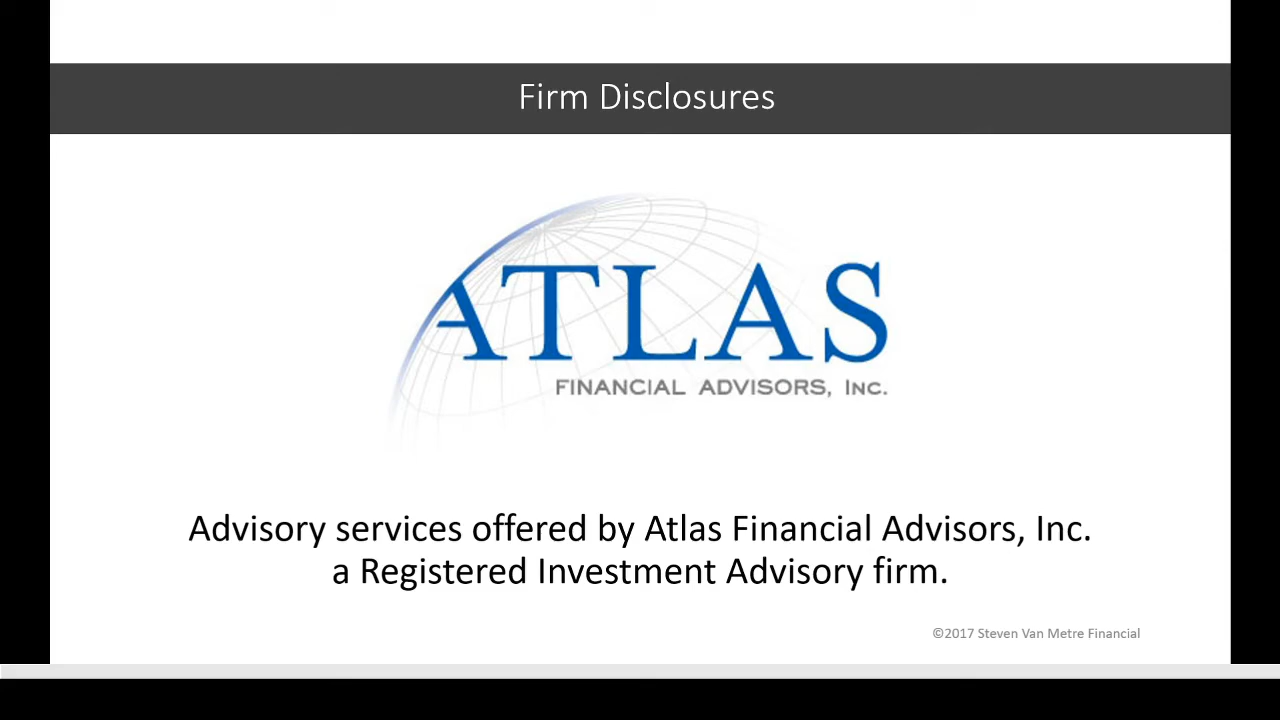 Firm Disclosures
ATLAS
FINANCIAL ADVISORS, INC.
Advisory services offered by Atlas Financial Advisors, Inc.
a Registered Investment Advisory firm.
©2017 Steven Van Metre Financial